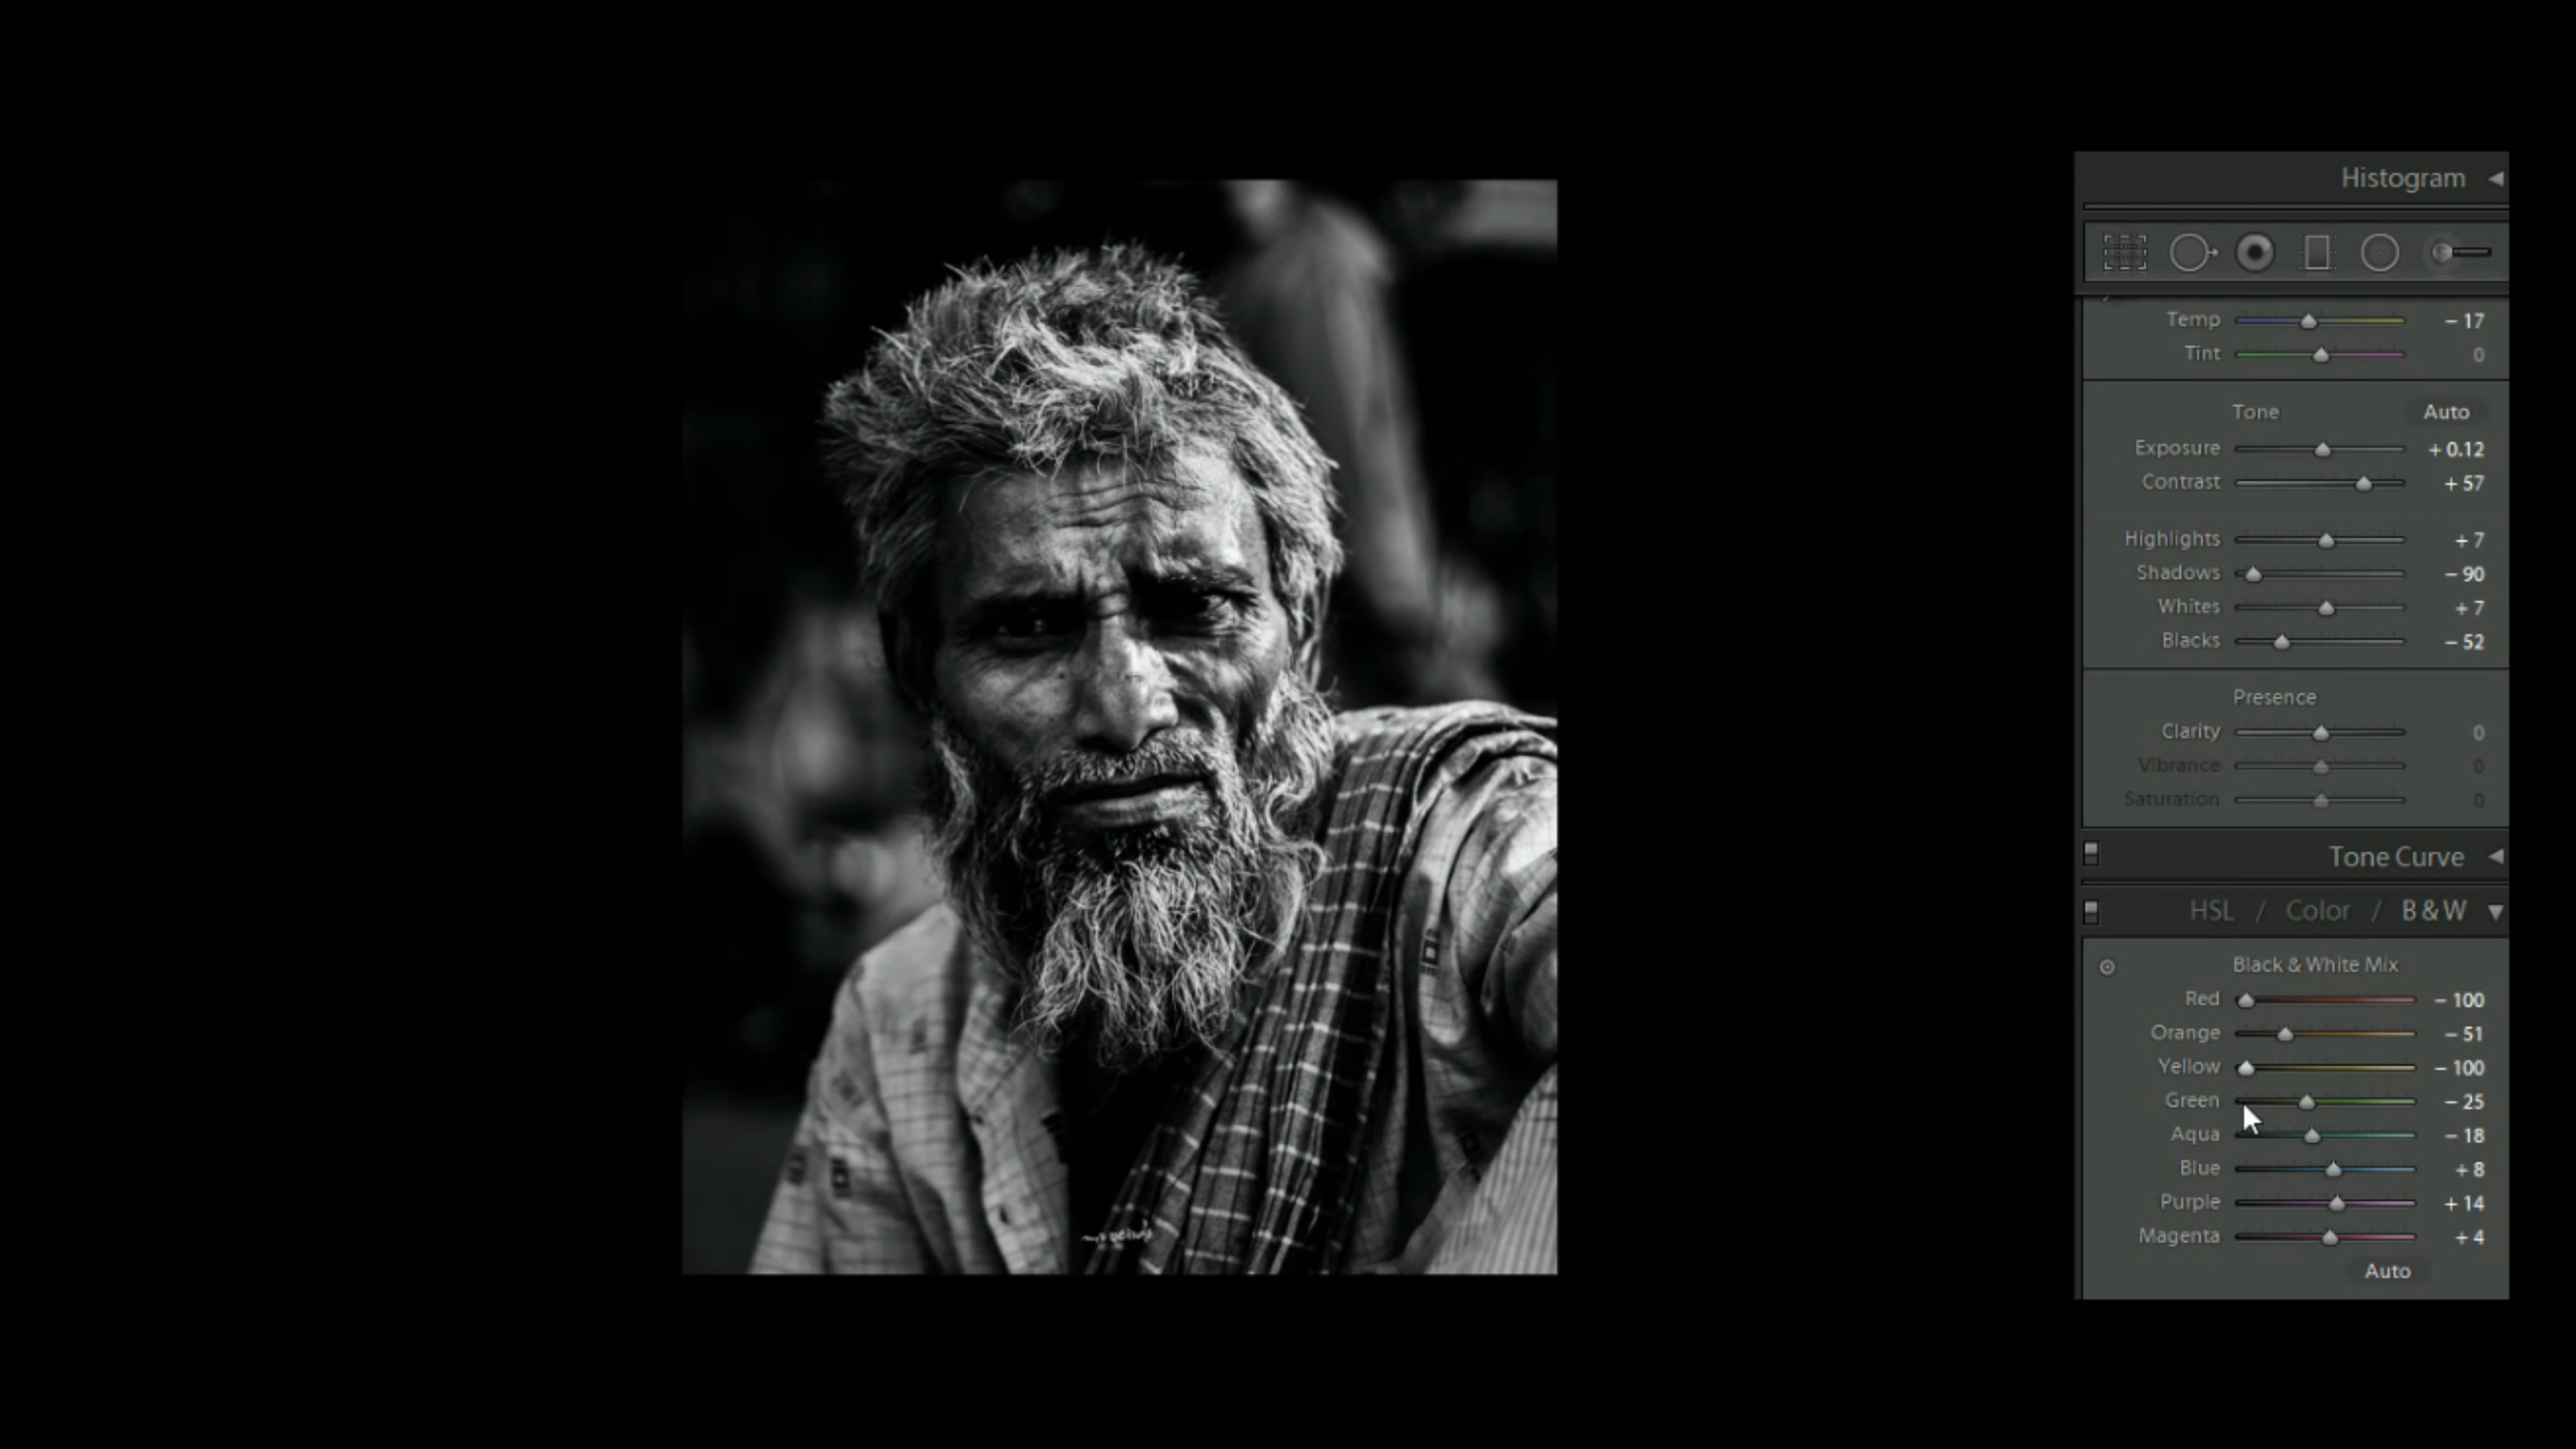 Histogram
Temp - 17
Tint 0
Tone Auto
Exposure + 0.12
Contrast + 57
Highlights + 7
Shadows - 90
Whites + 7
Blacks - 52
Presence
Clarity 0
Vibrance 0
Saturation 0
Tone Curve
HSL / Color / B & W
Black & White Mix
Red - 100
Orange - 51
Yellow - 100
Green - 25
Aqua - 18
Blue + 8
Purple + 14
Magenta + 4
Auto